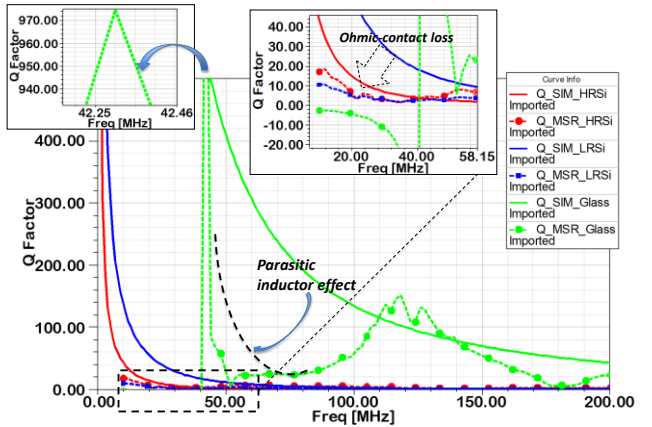 970.00
960.00
950.00
940.00
Q Factor
42.25
42.46
Freq [MHz]
40.00
30.00
20.00
10.00
0.00
-10.00
-20.00
Q Factor
Ohmic-contact loss
20.00
40.00
58.15
Freq [MHz]
Curve Info
Q_SIM_HRSi
Imported
Q_MSR_HRSi
Imported
Q_SIM_LRSi
Imported
Q_MSR_LRSi
Imported
Q_SIM_Glass
Imported
Q_MSR_Glass
Imported
400.00
300.00
200.00
100.00
0.00
Q Factor
Parasitic
inductor effect
0.00
50.00
100.00
150.00
200.00
Freq [MHz]